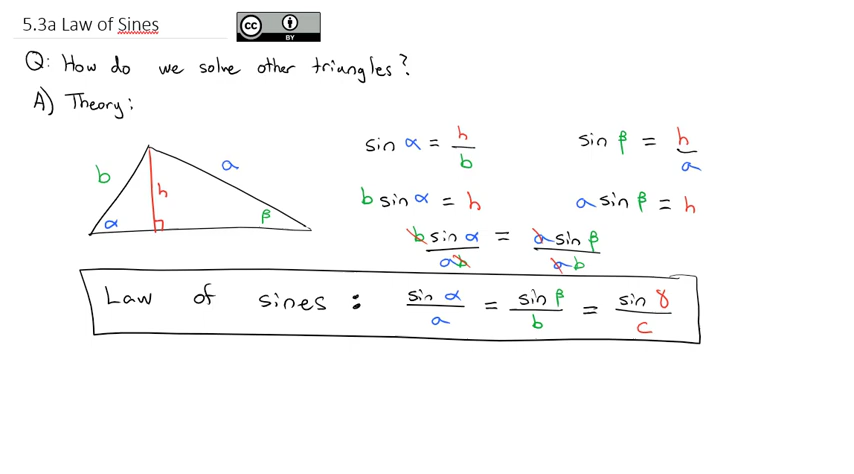 5.3a Law of Sines
cc BY
Q: How do we solve other triangles?
A) Theory:
b a h α β
sin α = h/b sin β = h/a
b sin α = h a sin β = h
b sin α / ab = a sin β / ab
Law of sines: sin α / a = sin β / b = sin γ / c